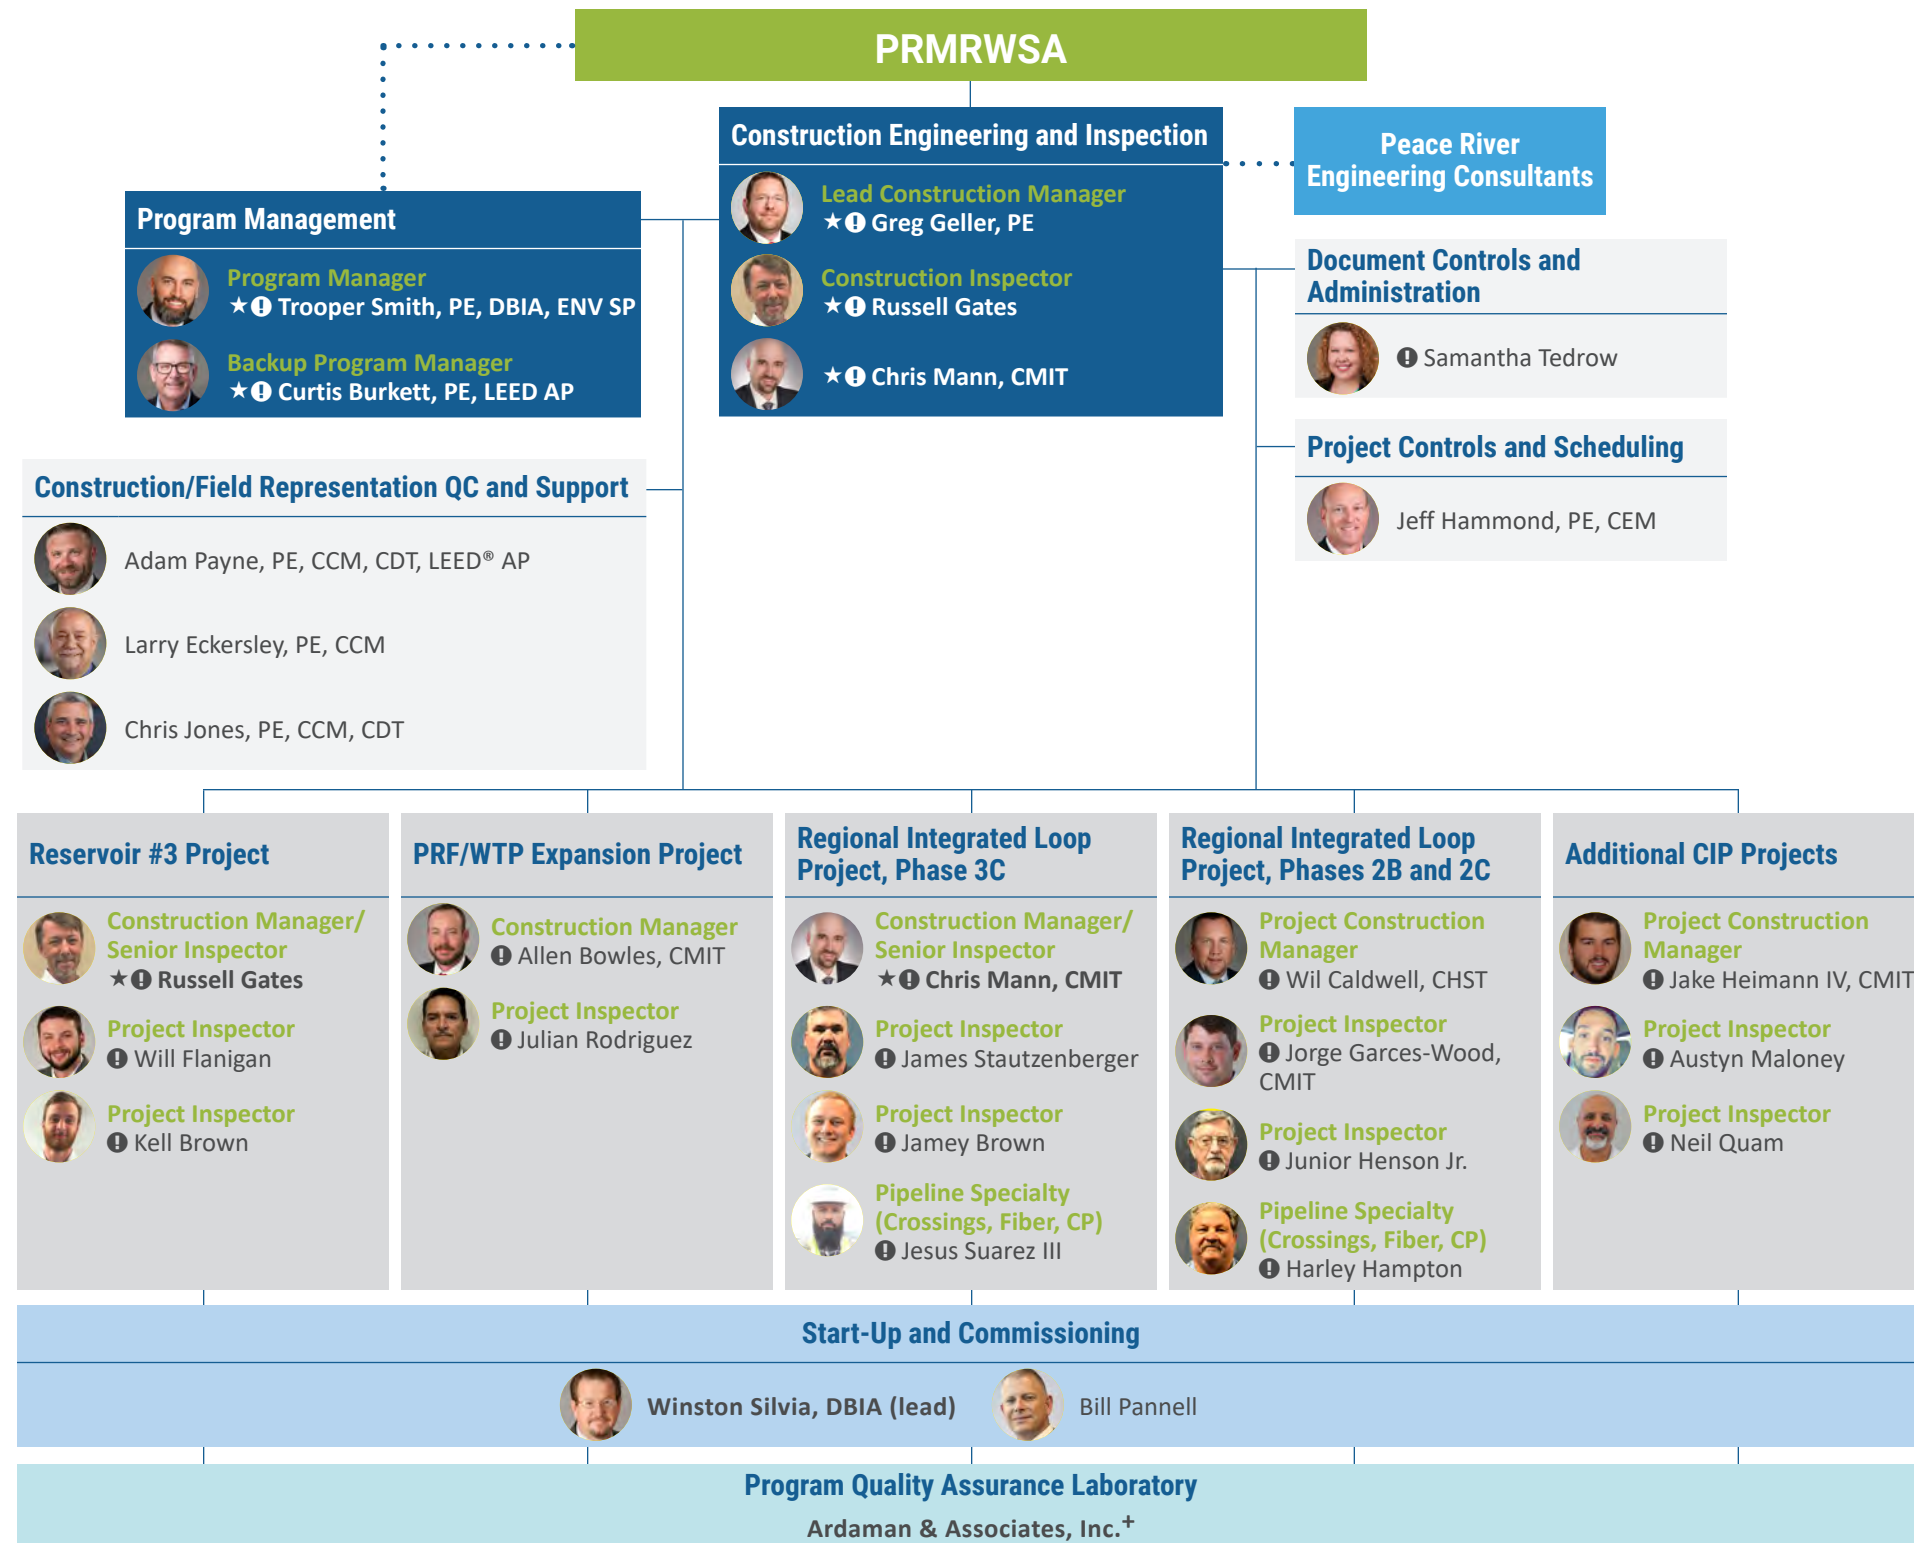 PRMRWSA
Construction Engineering and Inspection
Lead Construction Manager
★❗ Greg Geller, PE
Construction Inspector
★❗ Russell Gates
★❗ Chris Mann, CMIT
Peace River
Engineering Consultants
Program Management
Program Manager
★❗ Trooper Smith, PE, DBIA, ENV SP
Backup Program Manager
★❗ Curtis Burkett, PE, LEED AP
Document Controls and
Administration
❗ Samantha Tedrow
Project Controls and Scheduling
Jeff Hammond, PE, CEM
Construction/Field Representation QC and Support
Adam Payne, PE, CCM, CDT, LEED® AP
Larry Eckersley, PE, CCM
Chris Jones, PE, CCM, CDT
Reservoir #3 Project
Construction Manager/
Senior Inspector
★❗ Russell Gates
Project Inspector
❗ Will Flanigan
Project Inspector
❗ Kell Brown
PRF/WTP Expansion Project
Construction Manager
❗ Allen Bowles, CMIT
Project Inspector
❗ Julian Rodriguez
Regional Integrated Loop
Project, Phase 3C
Construction Manager/
Senior Inspector
★❗ Chris Mann, CMIT
Project Inspector
❗ James Stautzenberger
Project Inspector
❗ Jamey Brown
Pipeline Specialty
(Crossings, Fiber, CP)
❗ Jesus Suarez III
Regional Integrated Loop
Project, Phases 2B and 2C
Project Construction
Manager
❗ Wil Caldwell, CHST
Project Inspector
❗ Jorge Garces-Wood,
CMIT
Project Inspector
❗ Junior Henson Jr.
Pipeline Specialty
(Crossings, Fiber, CP)
❗ Harley Hampton
Additional CIP Projects
Project Construction
Manager
❗ Jake Heimann IV, CMIT
Project Inspector
❗ Austyn Maloney
Project Inspector
❗ Neil Quam
Start-Up and Commissioning
Winston Silvia, DBIA (lead)
Bill Pannell
Program Quality Assurance Laboratory
Ardaman & Associates, Inc.+